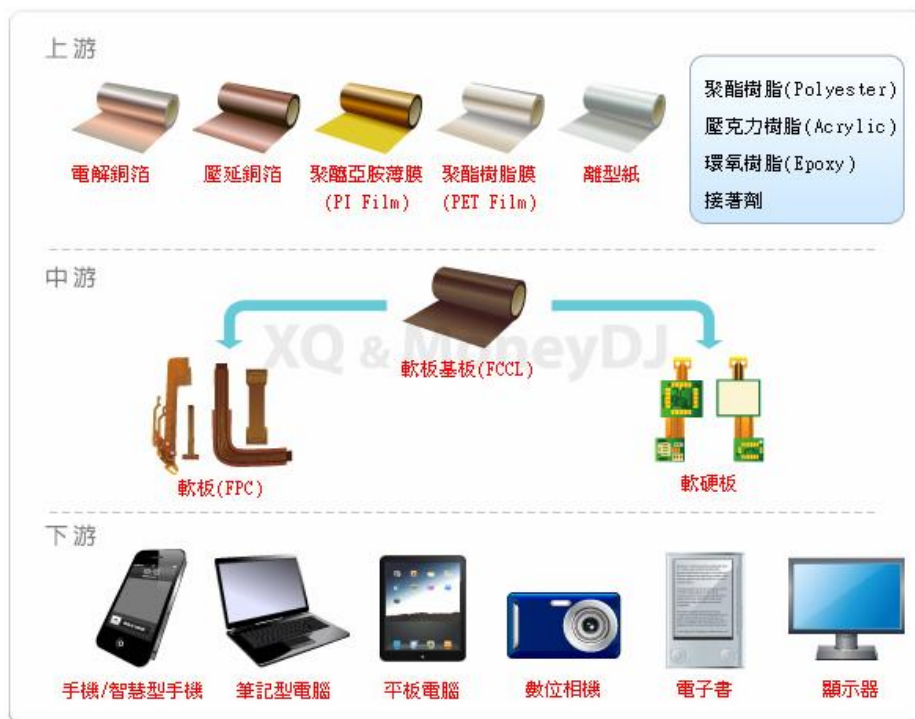 上游
電解銅箔
壓延銅箔
聚醯亞胺薄膜
(PI Film)
聚酯樹脂膜
(PET Film)
離型紙
聚酯樹脂(Polyester)
壓克力樹脂(Acrylic)
環氧樹脂(Epoxy)
接著劑
中游
XQ & MoneyDJ
軟板基板(FCCL)
軟板(FPC)
軟硬板
下游
手機/智慧型手機
筆記型電腦
平板電腦
數位相機
電子書
顯示器